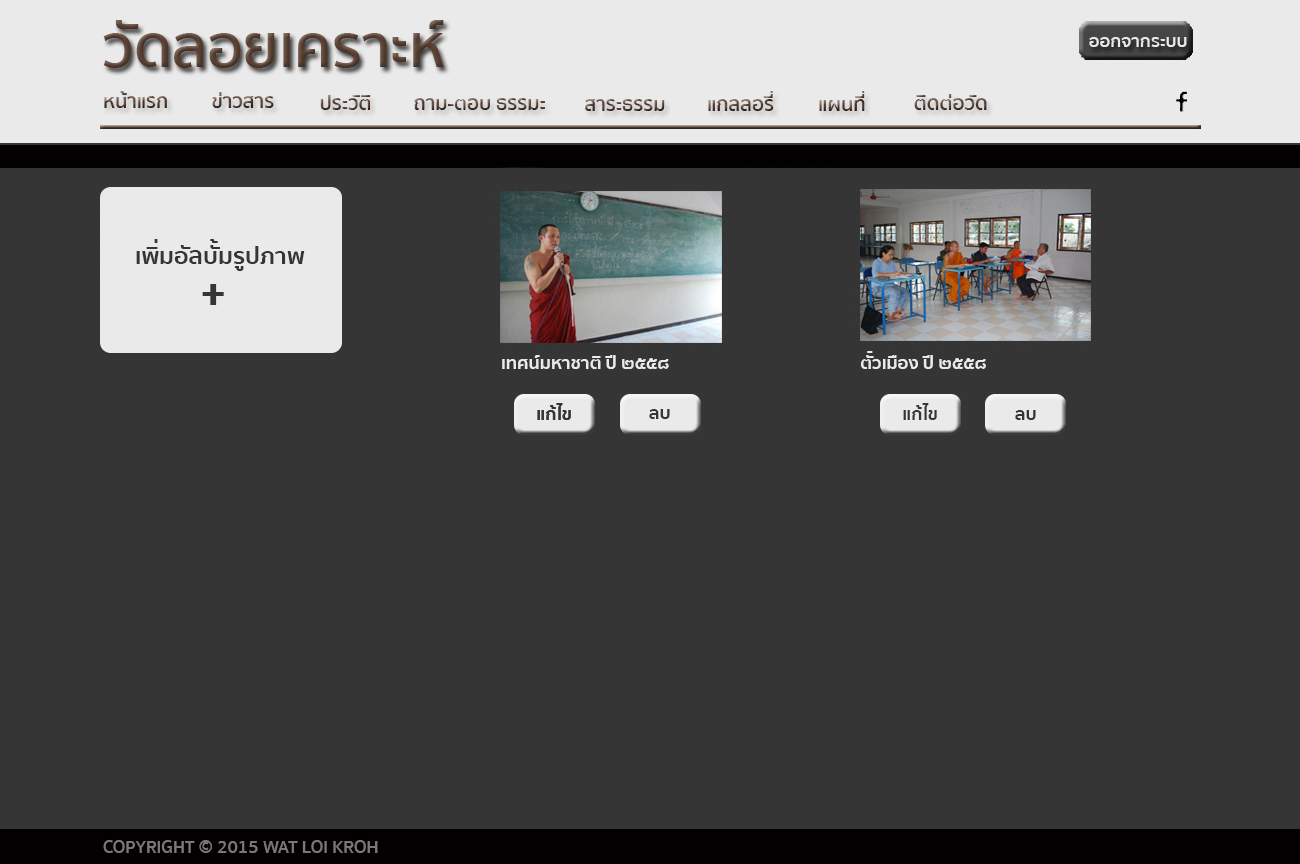 วัดลอยเคราะห์
ออกจากระบบ
หน้าแรก ข่าวสาร ประวัติ ถาม-ตอบ ธรรมะ สาระธรรม แกลลอรี่ แผนที่ ติดต่อวัด f
เพิ่มอัลบั้มรูปภาพ
+
เทศน์มหาชาติ ปี ๒๕๕๘ ตั๋วเมือง ปี ๒๕๕๘
แก้ไข ลบ แก้ไข ลบ
COPYRIGHT © 2015 WAT LOI KROH